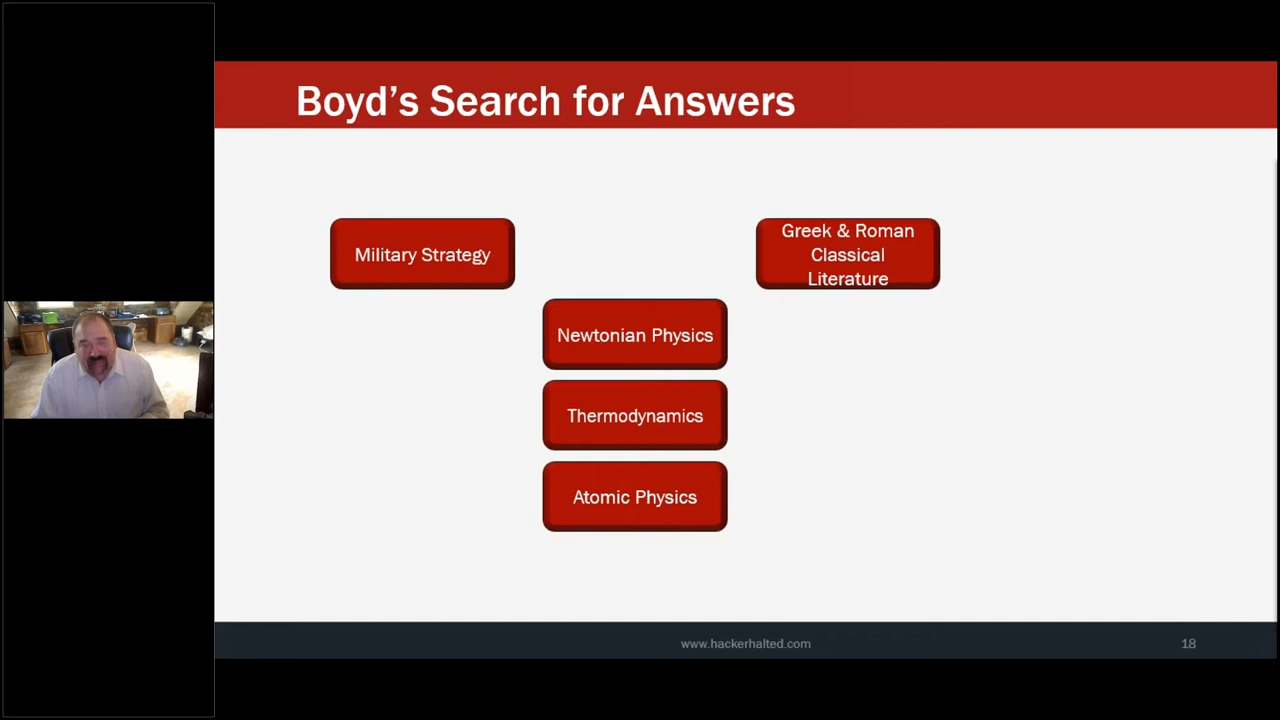 Boyd’s Search for Answers
Military Strategy
Greek & Roman
Classical
Literature
Newtonian Physics
Thermodynamics
Atomic Physics
www.hackerhalted.com
18